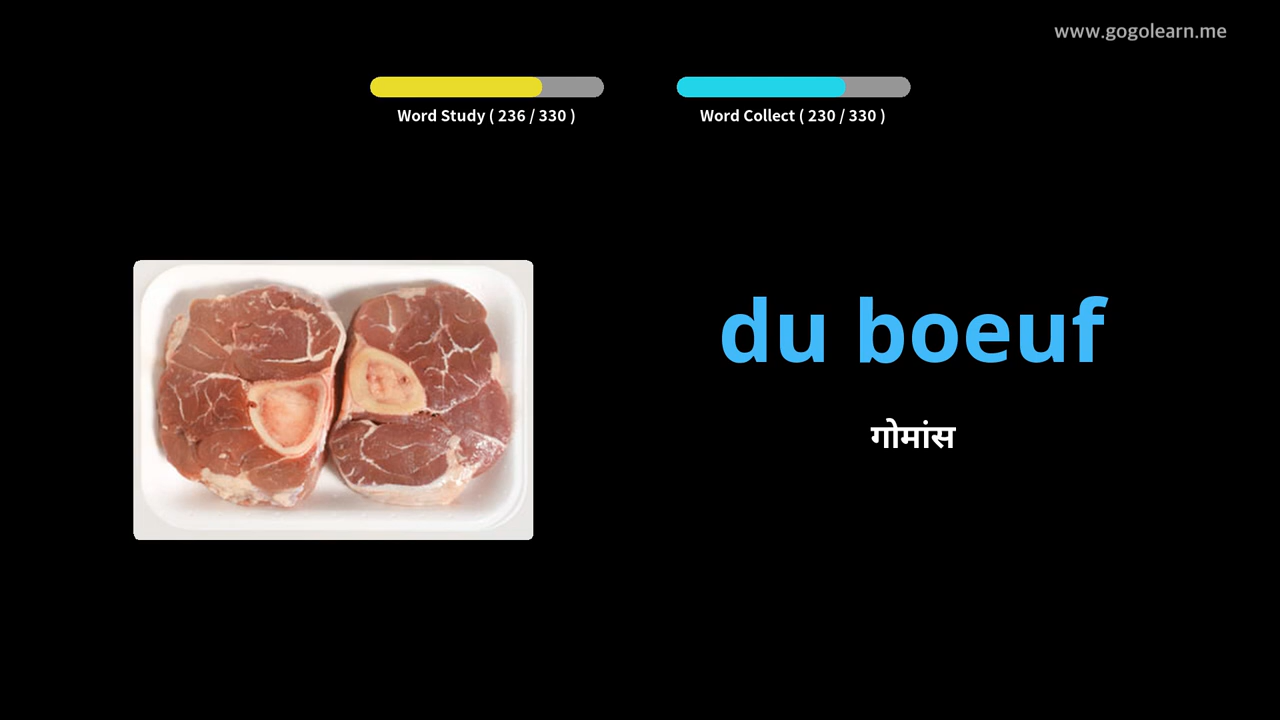 www.gogolearn.me
Word Study ( 236 / 330 )
Word Collect ( 230 / 330 )
du boeuf
गोमांस